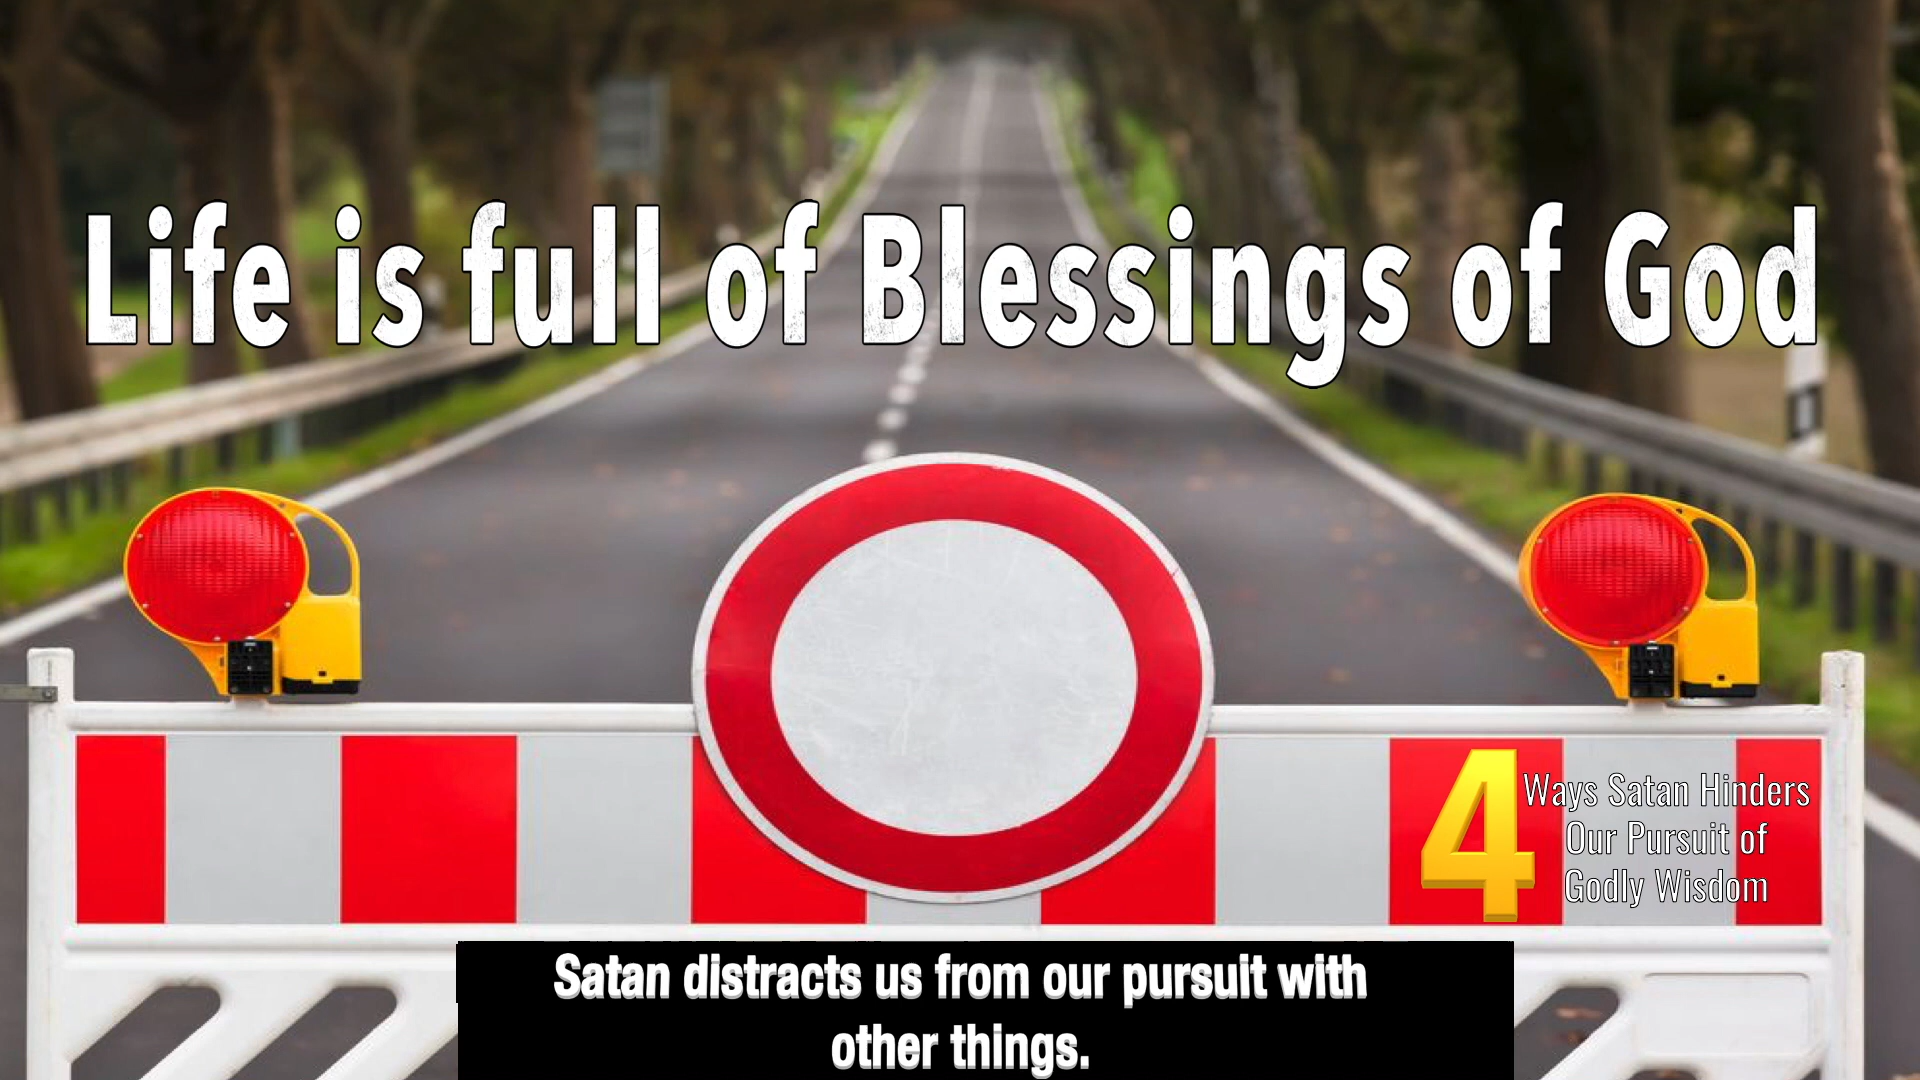 Life is full of Blessings of God
4 Ways Satan Hinders
Our Pursuit of
Godly Wisdom
Satan distracts us from our pursuit with
other things.